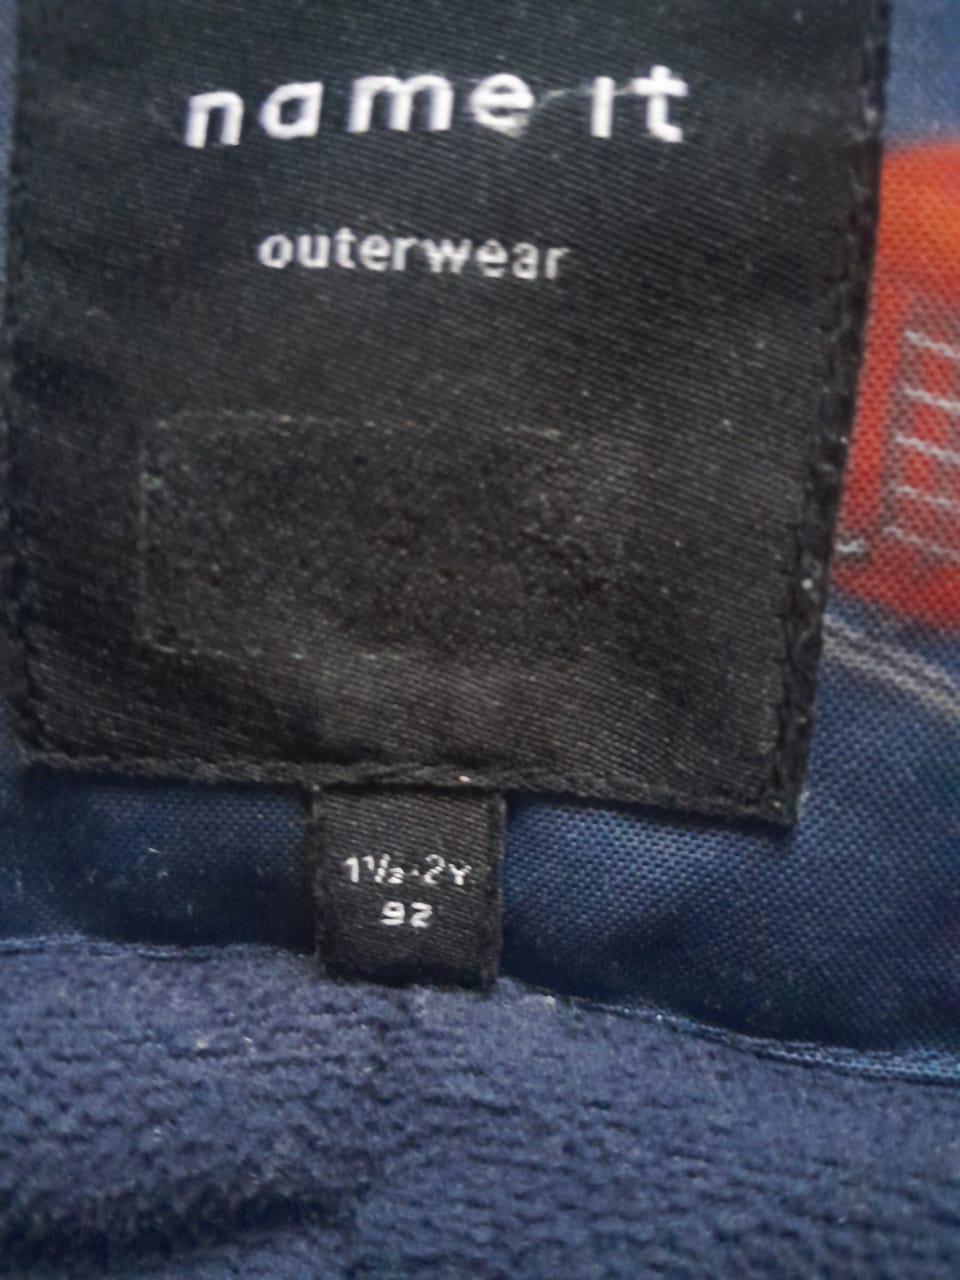 name it
outerwear
1½-2Y
92